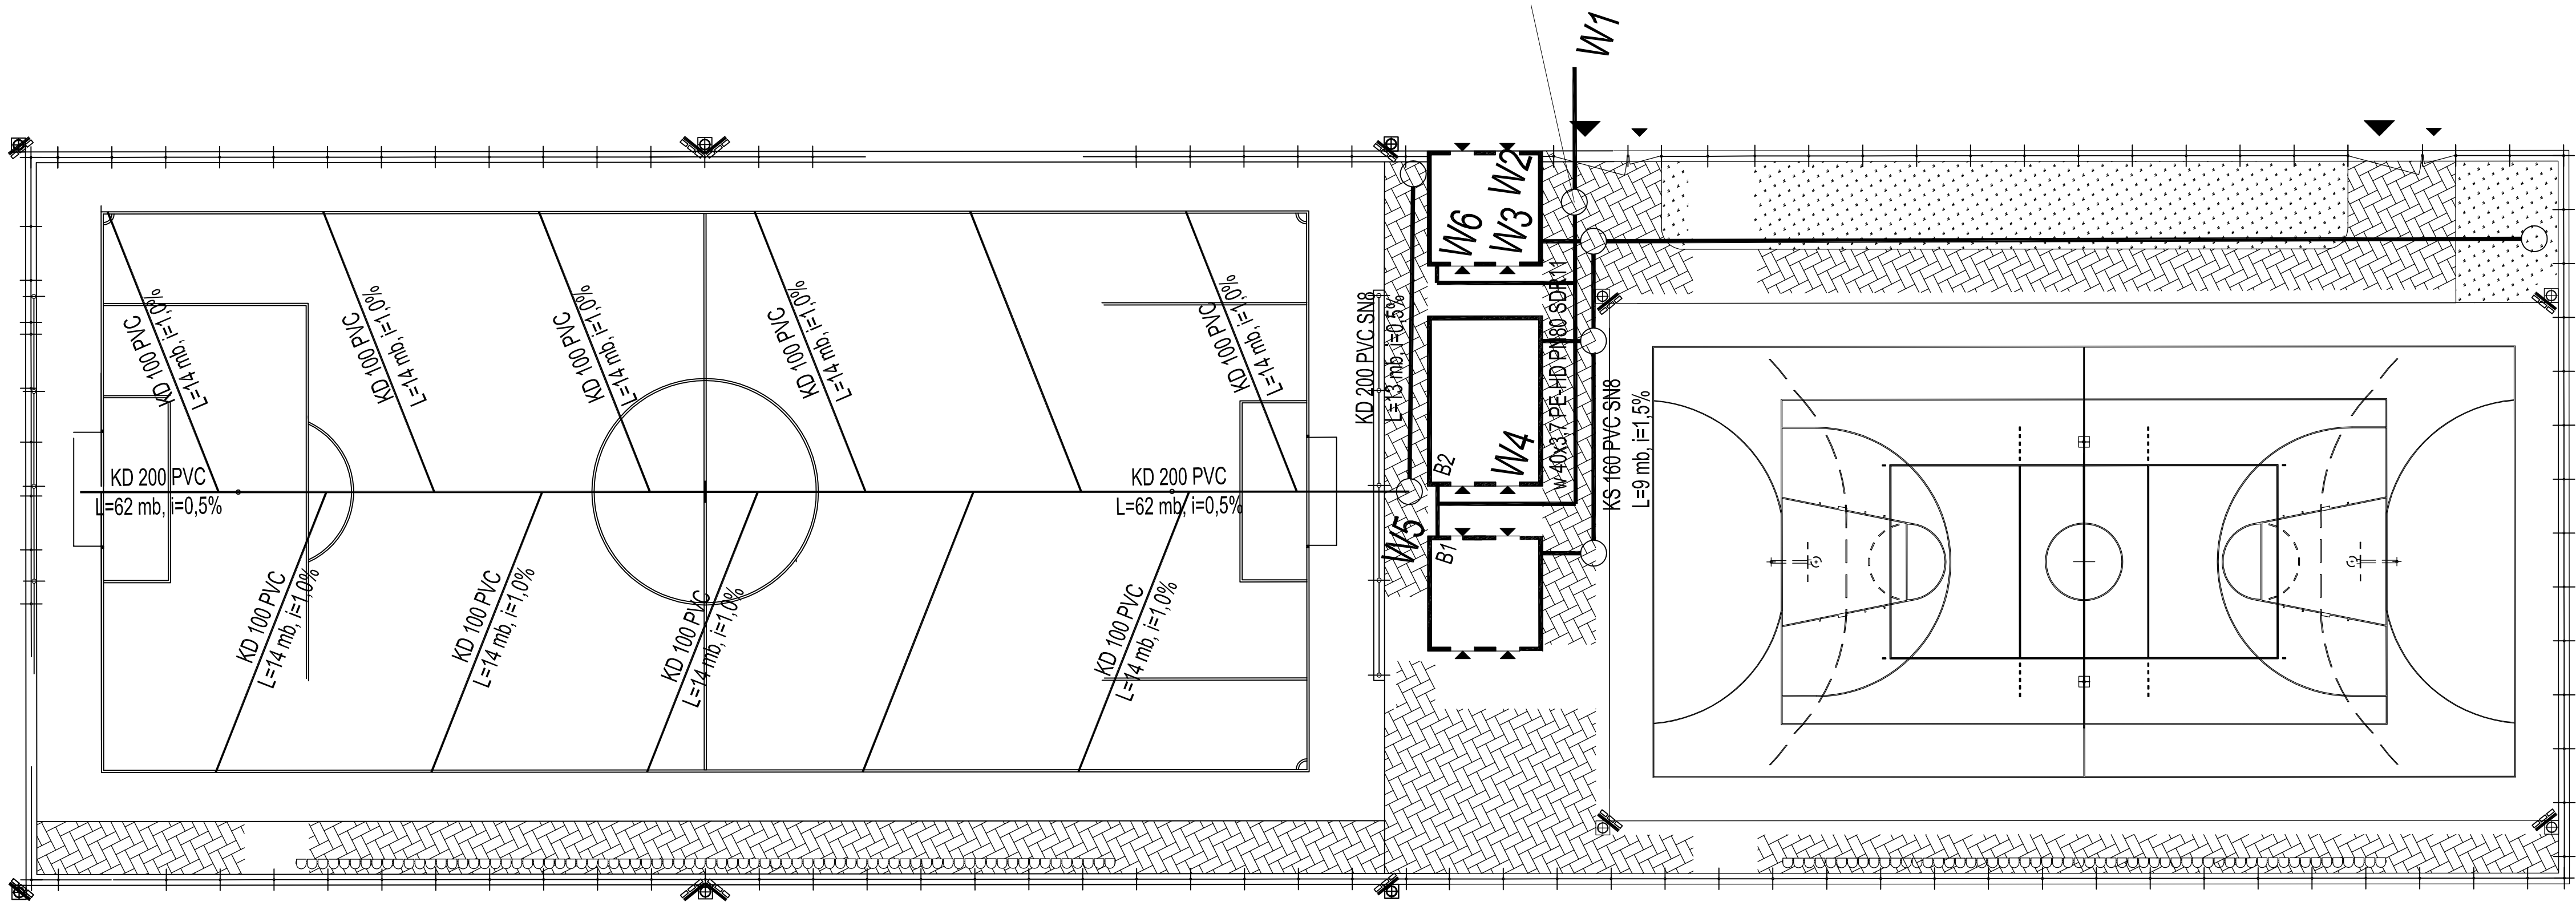 W1
W2
W6
W3
KD 100 PVC
L=14 mb, i=1,0%
KD 100 PVC
L=14 mb, i=1,0%
KD 100 PVC
L=14 mb, i=1,0%
KD 100 PVC
L=14 mb, i=1,0%
KD 100 PVC
L=14 mb, i=1,0%
KD 200 PVC SN8
L=13 mb, i=0,5%
w 40x3,7 PE-HD PN80 SDR11
KS 160 PVC SN8
L=9 mb, i=1,5%
B2
W4
KD 200 PVC
L=62 mb, i=0,5%
KD 200 PVC
L=62 mb, i=0,5%
W5
B1
KD 100 PVC
L=14 mb, i=1,0%
KD 100 PVC
L=14 mb, i=1,0%
KD 100 PVC
L=14 mb, i=1,0%
KD 100 PVC
L=14 mb, i=1,0%